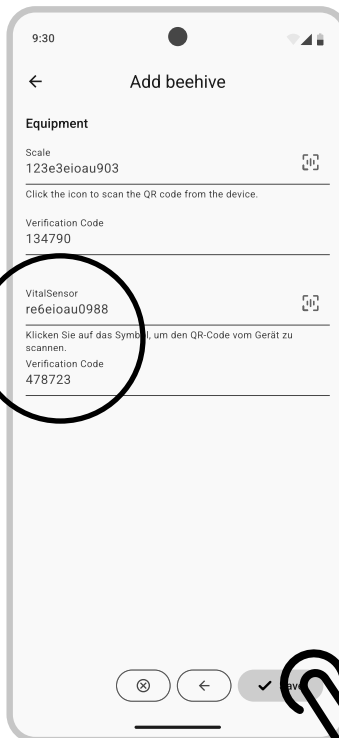 9:30
Add beehive
Equipment
Scale
123e3eioau903
Click the icon to scan the QR code from the device.
Verification Code
134790
VitalSensor
re6eioau0988
Klicken Sie auf das Symbol, um den QR-Code vom Gerät zu
scannen.
Verification Code
478723